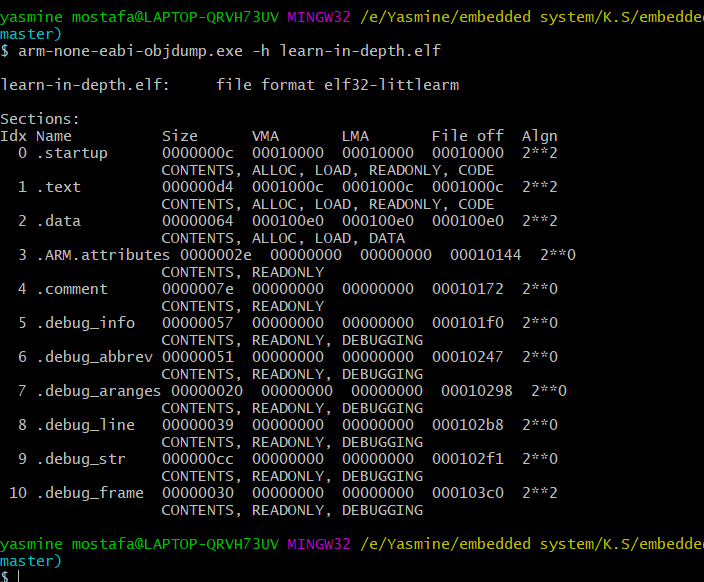 yasmine mostafa@LAPTOP-QRVH73UV MINGW32 /e/Yasmine/embedded system/K.S/embedded
master)
$ arm-none-eabi-objdump.exe -h learn-in-depth.elf
learn-in-depth.elf:     file format elf32-littlearm
Sections:
Idx Name          Size      VMA       LMA       File off  Algn
  0 .startup      0000000c  00010000  00010000  00010000  2**2
                  CONTENTS, ALLOC, LOAD, READONLY, CODE
  1 .text         000000d4  0001000c  0001000c  0001000c  2**2
                  CONTENTS, ALLOC, LOAD, READONLY, CODE
  2 .data         00000064  000100e0  000100e0  000100e0  2**2
                  CONTENTS, ALLOC, LOAD, DATA
  3 .ARM.attributes 0000002e  00000000  00000000  00010144  2**0
                  CONTENTS, READONLY
  4 .comment      0000007e  00000000  00000000  00010172  2**0
                  CONTENTS, READONLY
  5 .debug_info   00000057  00000000  00000000  000101f0  2**0
                  CONTENTS, READONLY, DEBUGGING
  6 .debug_abbrev 00000051  00000000  00000000  00010247  2**0
                  CONTENTS, READONLY, DEBUGGING
  7 .debug_aranges 00000020  00000000  00000000  00010298  2**0
                  CONTENTS, READONLY, DEBUGGING
  8 .debug_line   00000039  00000000  00000000  000102b8  2**0
                  CONTENTS, READONLY, DEBUGGING
  9 .debug_str    000000cc  00000000  00000000  000102f1  2**0
                  CONTENTS, READONLY, DEBUGGING
 10 .debug_frame  00000030  00000000  00000000  000103c0  2**2
                  CONTENTS, READONLY, DEBUGGING
yasmine mostafa@LAPTOP-QRVH73UV MINGW32 /e/Yasmine/embedded system/K.S/embedde
master)
$